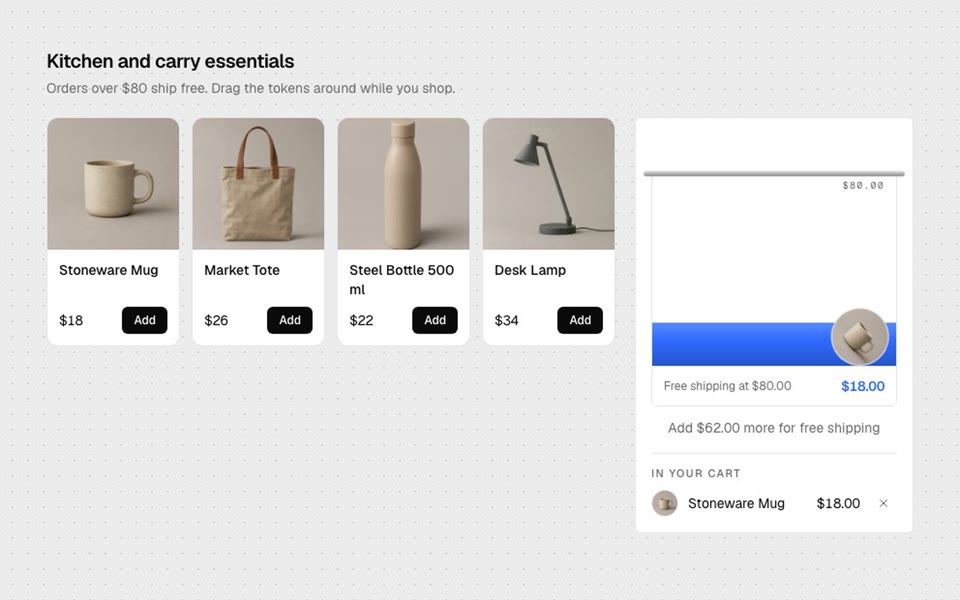 Kitchen and carry essentials
Orders over $80 ship free. Drag the tokens around while you shop.
Stoneware Mug
$18
Add
Market Tote
$26
Add
Steel Bottle 500
ml
$22
Add
Desk Lamp
$34
Add
$80.00
Free shipping at $80.00
$18.00
Add $62.00 more for free shipping
IN YOUR CART
Stoneware Mug
$18.00
×